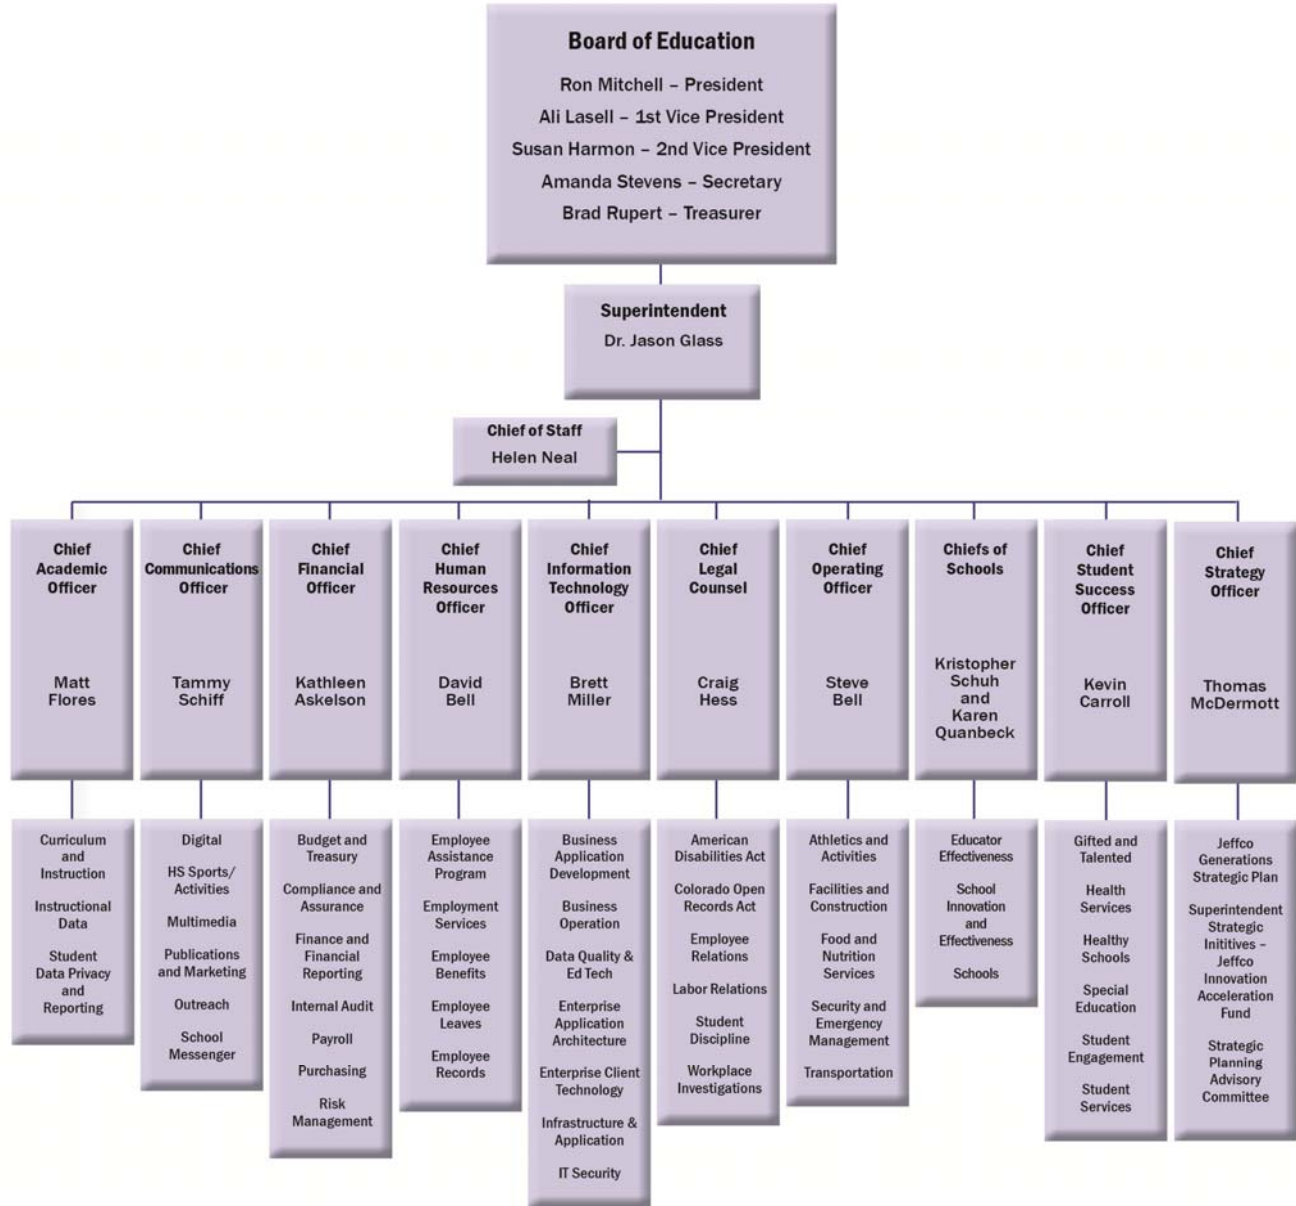 Board of Education
Ron Mitchell – President
Ali Lasell – 1st Vice President
Susan Harmon – 2nd Vice President
Amanda Stevens – Secretary
Brad Rupert – Treasurer
Superintendent
Dr. Jason Glass
Chief of Staff
Helen Neal
Chief
Academic
Officer
Matt
Flores
Chief
Communications
Officer
Tammy
Schiff
Chief
Financial
Officer
Kathleen
Askelson
Chief
Human
Resources
Officer
David
Bell
Chief
Information
Technology
Officer
Brett
Miller
Chief
Legal
Counsel
Craig
Hess
Chief
Operating
Officer
Steve
Bell
Chiefs of
Schools
Kristopher
Schuh
and
Karen
Quanbeck
Chief
Student
Success
Officer
Kevin
Carroll
Chief
Strategy
Officer
Thomas
McDermott
Curriculum
and
Instruction
Instructional
Data
Student
Data Privacy
and
Reporting
Digital
HS Sports/
Activities
Multimedia
Publications
and Marketing
Outreach
School
Messenger
Budget and
Treasury
Compliance and
Assurance
Finance and
Financial
Reporting
Internal Audit
Payroll
Purchasing
Risk
Management
Employee
Assistance
Program
Employment
Services
Employee
Benefits
Employee
Leaves
Employee
Records
Business
Application
Development
Business
Operation
Data Quality &
Ed Tech
Enterprise
Application
Architecture
Enterprise Client
Technology
Infrastructure &
Application
IT Security
American
Disabilities Act
Colorado Open
Records Act
Employee
Relations
Labor Relations
Student
Discipline
Workplace
Investigations
Athletics and
Activities
Facilities and
Construction
Food and
Nutrition
Services
Security and
Emergency
Management
Transportation
Educator
Effectiveness
School
Innovation
and
Effectiveness
Schools
Gifted and
Talented
Health
Services
Healthy
Schools
Special
Education
Student
Engagement
Student
Services
Jeffco
Generations
Strategic Plan
Superintendent
Strategic
Inititives –
Jeffco
Innovation
Acceleration
Fund
Strategic
Planning
Advisory
Committee